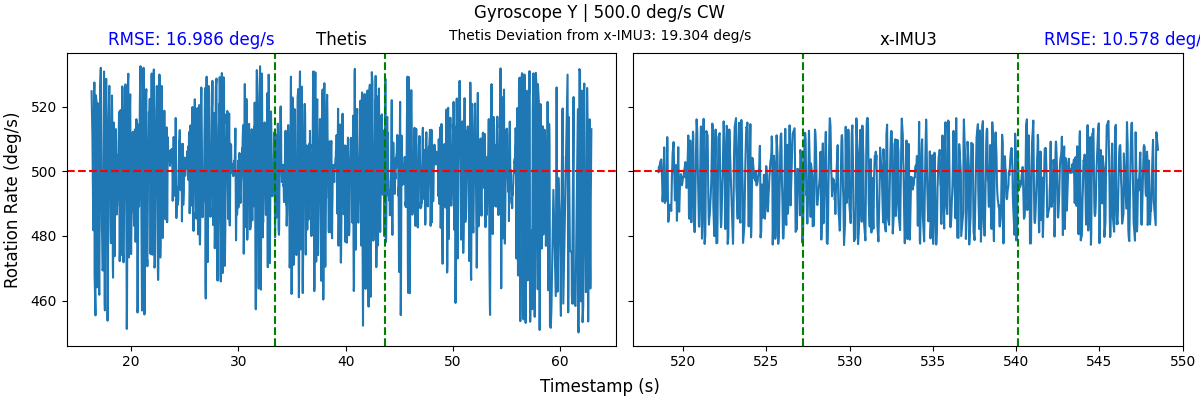 Gyroscope Y | 500.0 deg/s CW
RMSE: 16.986 deg/s
Thetis
Thetis Deviation from x-IMU3: 19.304 deg/s
x-IMU3
RMSE: 10.578 deg/
Rotation Rate (deg/s)
520
500
480
460
20
30
40
50
60
520
525
530
535
540
545
550
Timestamp (s)